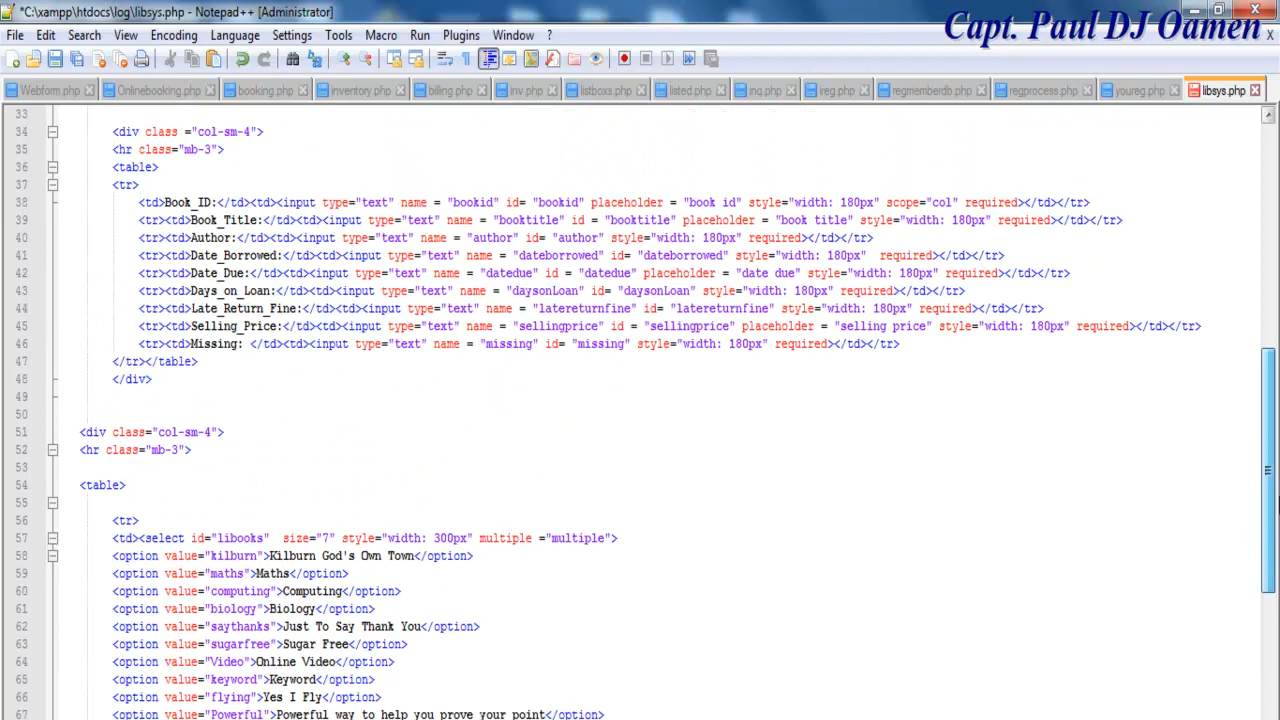 *C:\xampp\htdocs\log\libsys.php - Notepad++ [Administrator]
Capt. Paul DJ Oamen
File Edit Search View Encoding Language Settings Tools Macro Run Plugins Window ? X
Webform.php Onlinebooking.php booking.php inventory.php billing.php inv.php listboxs.php listed.php inq.php ireg.php regmemberdb.php regprocess.php youreg.php libsys.php
33
34 <div class ="col-sm-4">
35 <hr class="mb-3">
36 <table>
37 <tr>
38 <td>Book_ID:</td><td><input type="text" name = "bookid" id= "bookid" placeholder = "book id" style="width: 180px" scope="col" required></td></tr>
39 <tr><td>Book_Title:</td><td><input type="text" name = "booktitle" id = "booktitle" placeholder = "book title" style="width: 180px" required></td></tr>
40 <tr><td>Author:</td><td><input type="text" name = "author" id= "author" style="width: 180px" required></td></tr>
41 <tr><td>Date_Borrowed:</td><td><input type="text" name = "dateborrowed" id= "dateborrowed" style="width: 180px"  required></td></tr>
42 <tr><td>Date_Due:</td><td><input type="text" name = "datedue" id = "datedue" placeholder = "date due" style="width: 180px" required></td></tr>
43 <tr><td>Days_on_Loan:</td><td><input type="text" name = "daysonLoan" id= "daysonLoan" style="width: 180px" required></td></tr>
44 <tr><td>Late_Return_Fine:</td><td><input type="text" name = "latereturnfine" id= "latereturnfine" style="width: 180px" required></td></tr>
45 <tr><td>Selling_Price:</td><td><input type="text" name = "sellingprice" id = "sellingprice" placeholder = "selling price" style="width: 180px" required></td></tr>
46 <tr><td>Missing: </td><td><input type="text" name = "missing" id= "missing" style="width: 180px" required></td></tr>
47 </tr></table>
48 </div>
49
50
51 <div class="col-sm-4">
52 <hr class="mb-3">
53
54 <table>
55
56 <tr>
57 <td><select id="libooks"  size="7" style="width: 300px" multiple ="multiple">
58 <option value="kilburn">Kilburn God's Own Town</option>
59 <option value="maths">Maths</option>
60 <option value="computing">Computing</option>
61 <option value="biology">Biology</option>
62 <option value="saythanks">Just To Say Thank You</option>
63 <option value="sugarfree">Sugar Free</option>
64 <option value="Video">Online Video</option>
65 <option value="keyword">Keyword</option>
66 <option value="flying">Yes I Fly</option>
67 <option value="Powerful">Powerful way to help you prove your point</option>